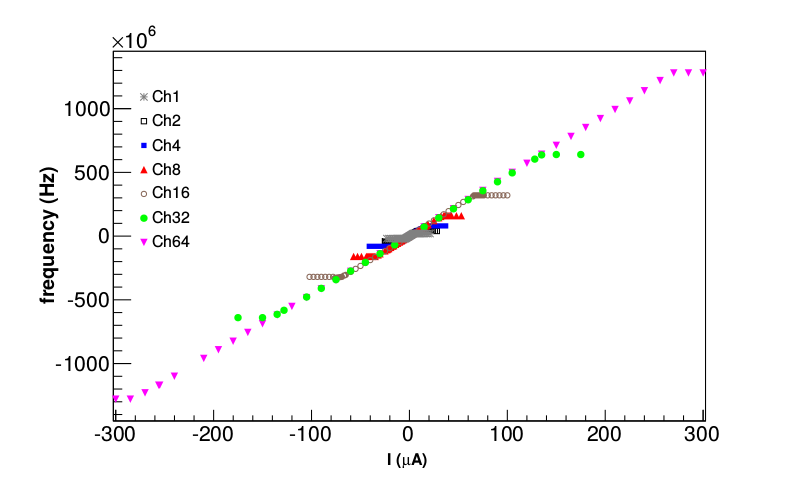 ×10⁶
1000
500
0
-500
-1000
frequency (Hz)
Ch1
Ch2
Ch4
Ch8
Ch16
Ch32
Ch64
-300 -200 -100 0 100 200 300
I (μA)